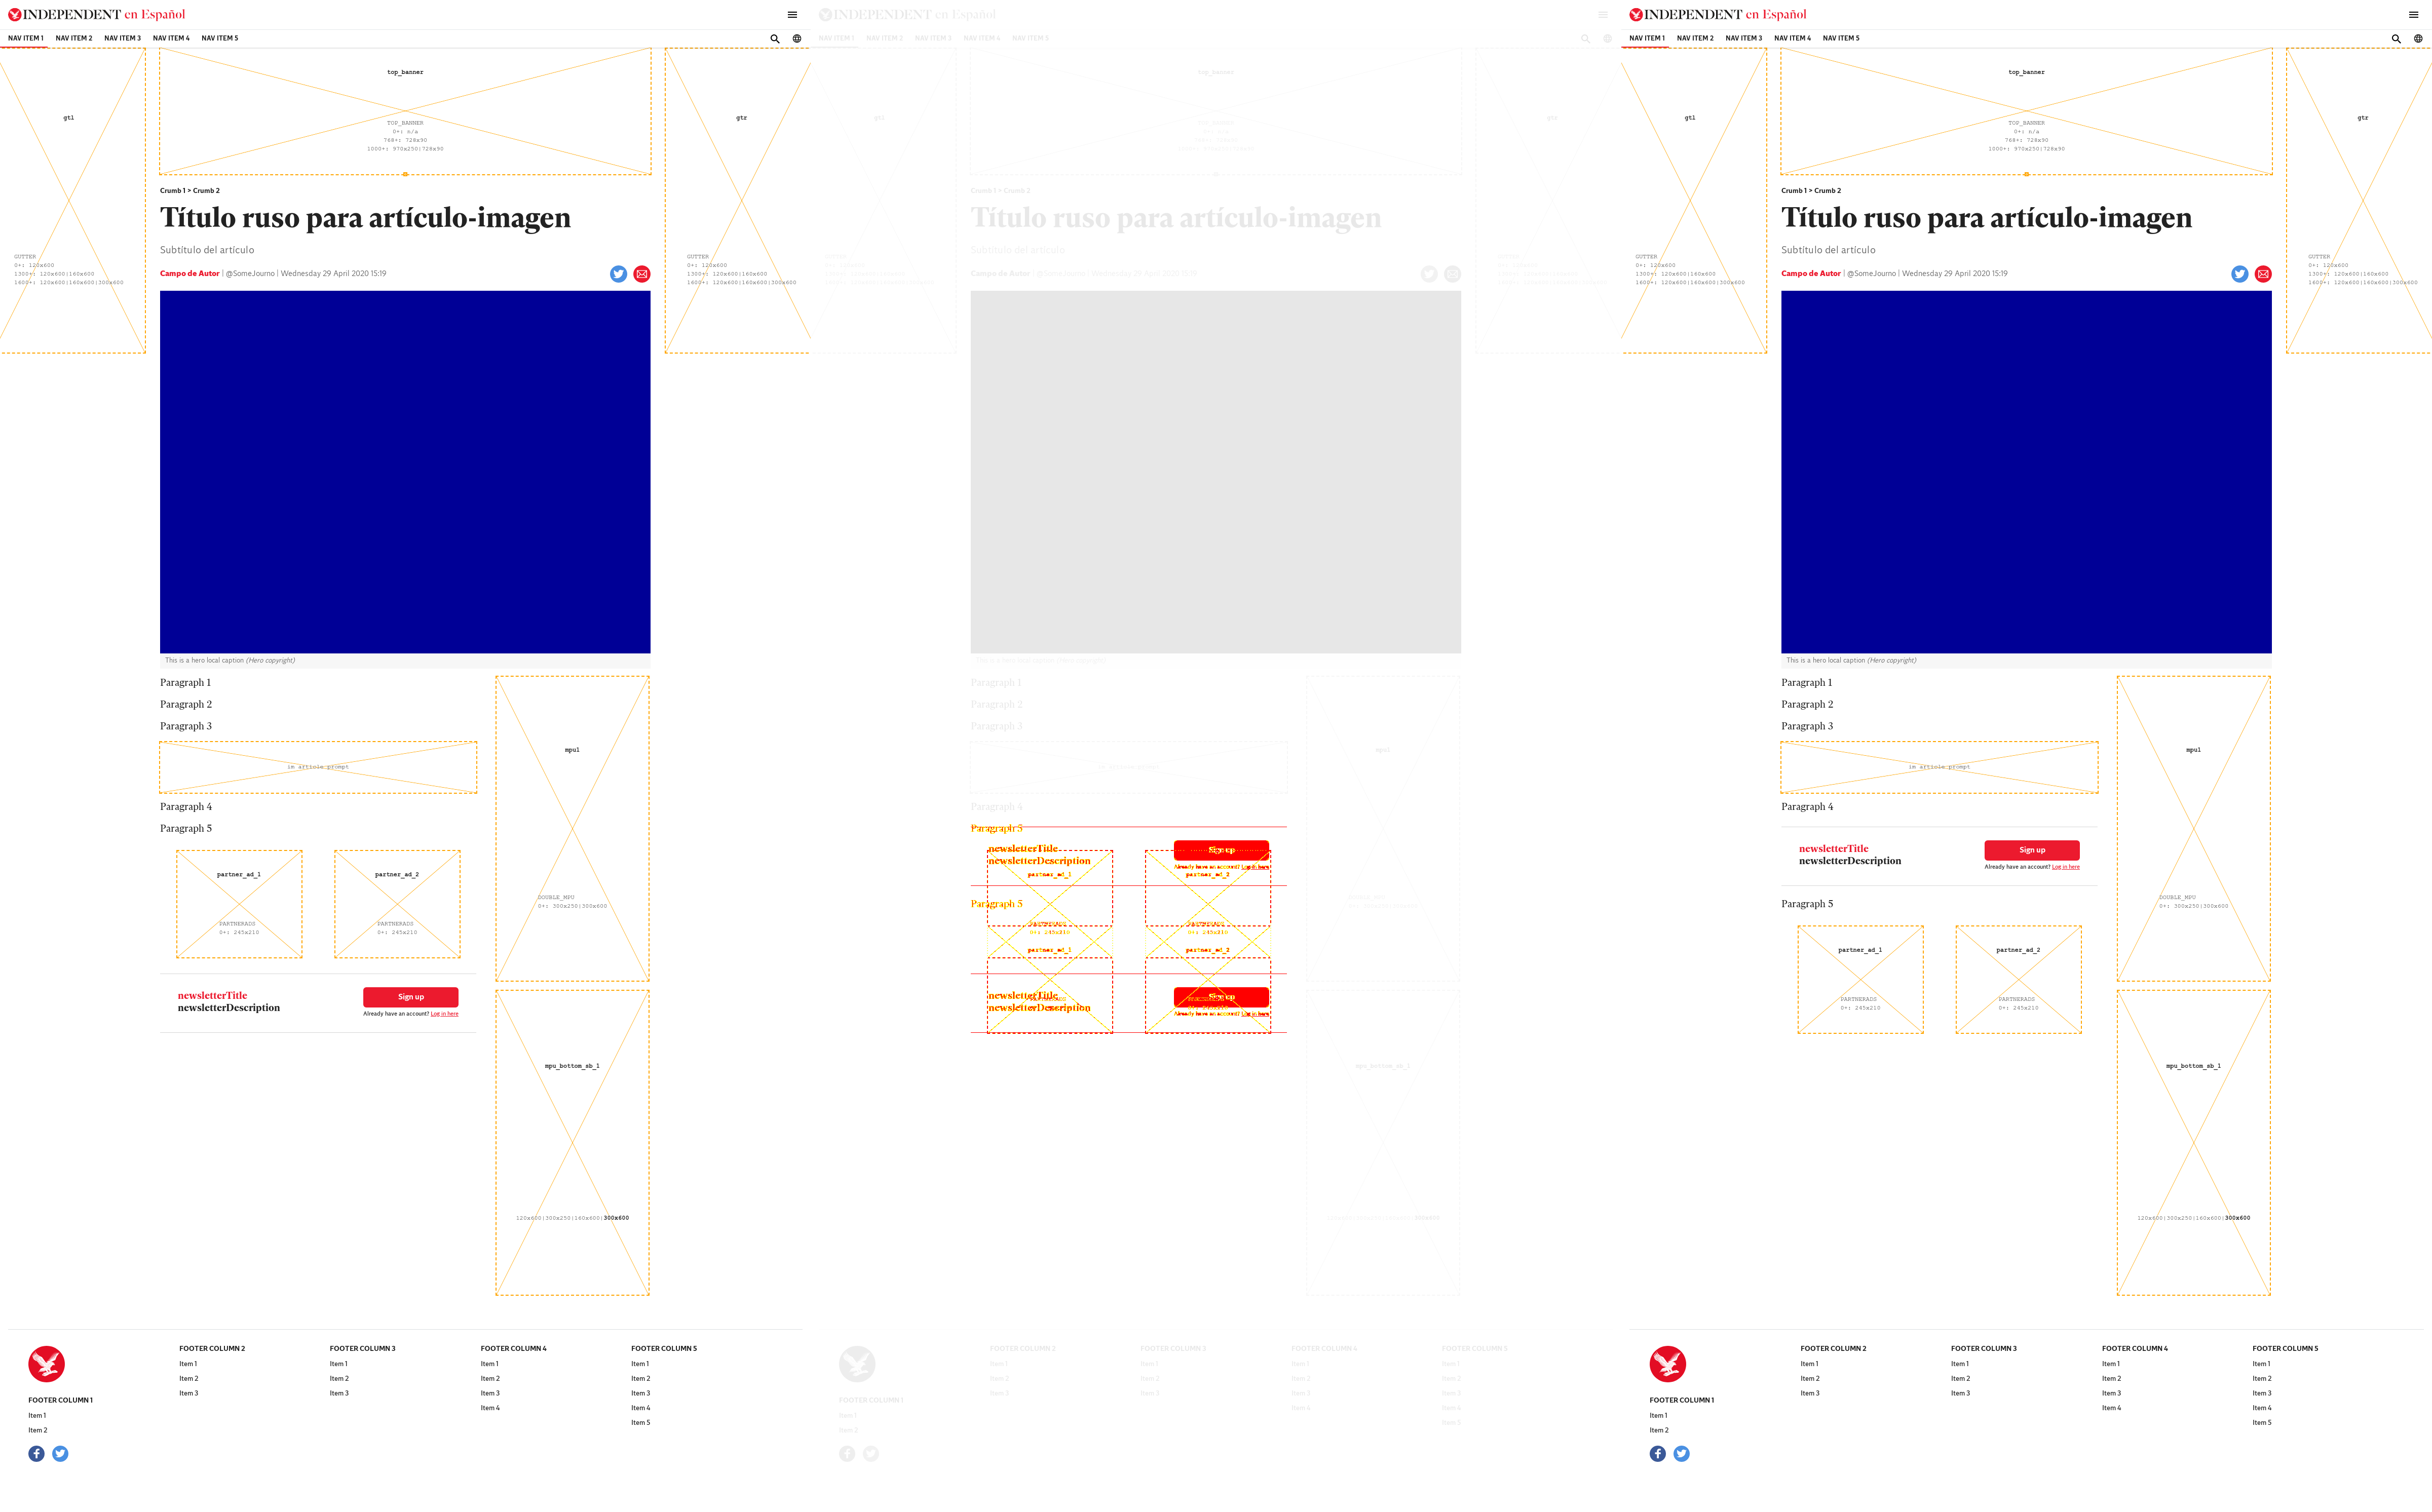 INDEPENDENT en Español
NAV ITEM 1 NAV ITEM 2 NAV ITEM 3 NAV ITEM 4 NAV ITEM 5
top_banner
gtl
gtr
TOP_BANNER
0+: n/a
768+: 728x90
1000+: 970x250|728x90
Crumb 1 > Crumb 2
Título ruso para artículo-imagen
Subtítulo del artículo
GUTTER
0+: 120x600
1300+: 120x600|160x600
1600+: 120x600|160x600|300x600
GUTTER
0+: 120x600
1300+: 120x600|160x600
1600+: 120x600|160x600|300x600
Campo de Autor | @SomeJourno | Wednesday 29 April 2020 15:19
This is a hero local caption (Hero copyright)
Paragraph 1
Paragraph 2
Paragraph 3
mpu1
im article prompt
Paragraph 4
Paragraph 5
partner_ad_1
partner_ad_2
DOUBLE_MPU
0+: 300x250|300x600
PARTNERADS
0+: 245x210
PARTNERADS
0+: 245x210
newsletterTitle
newsletterDescription
Sign up
Already have an account? Log in here
mpu_bottom_sb_1
120x600|300x250|160x600|300x600
FOOTER COLUMN 1
Item 1
Item 2
FOOTER COLUMN 2
Item 1
Item 2
Item 3
FOOTER COLUMN 3
Item 1
Item 2
Item 3
FOOTER COLUMN 4
Item 1
Item 2
Item 3
Item 4
FOOTER COLUMN 5
Item 1
Item 2
Item 3
Item 4
Item 5
INDEPENDENT en Español
NAV ITEM 1 NAV ITEM 2 NAV ITEM 3 NAV ITEM 4 NAV ITEM 5
top_banner
gtl
gtr
Crumb 1 > Crumb 2
Título ruso para artículo-imagen
Subtítulo del artículo
Campo de Autor | @SomeJourno | Wednesday 29 April 2020 15:19
Paragraph 1
Paragraph 2
Paragraph 3
mpu1
Paragraph 4
Paragraph 5
newsletterTitle
newsletterDescription
Sign up
Already have an account? Log in here
partner_ad_1
partner_ad_2
Paragraph 5
0+: 245x210
0+: 245x210
partner_ad_1
partner_ad_2
newsletterTitle
newsletterDescription
Sign up
Already have an account? Log in here
mpu_bottom_sb_1
FOOTER COLUMN 1
Item 1
Item 2
FOOTER COLUMN 2
Item 1
Item 2
Item 3
FOOTER COLUMN 3
Item 1
Item 2
Item 3
FOOTER COLUMN 4
Item 1
Item 2
Item 3
Item 4
FOOTER COLUMN 5
Item 1
Item 2
Item 3
Item 4
Item 5
INDEPENDENT en Español
NAV ITEM 1 NAV ITEM 2 NAV ITEM 3 NAV ITEM 4 NAV ITEM 5
top_banner
gtl
gtr
TOP_BANNER
0+: n/a
768+: 728x90
1000+: 970x250|728x90
Crumb 1 > Crumb 2
Título ruso para artículo-imagen
Subtítulo del artículo
GUTTER
0+: 120x600
1300+: 120x600|160x600
1600+: 120x600|160x600|300x600
GUTTER
0+: 120x600
1300+: 120x600|160x600
1600+: 120x600|160x600|300x600
Campo de Autor | @SomeJourno | Wednesday 29 April 2020 15:19
This is a hero local caption (Hero copyright)
Paragraph 1
Paragraph 2
Paragraph 3
mpu1
im article prompt
Paragraph 4
newsletterTitle
newsletterDescription
Sign up
Already have an account? Log in here
DOUBLE_MPU
0+: 300x250|300x600
Paragraph 5
partner_ad_1
partner_ad_2
PARTNERADS
0+: 245x210
PARTNERADS
0+: 245x210
mpu_bottom_sb_1
120x600|300x250|160x600|300x600
FOOTER COLUMN 1
Item 1
Item 2
FOOTER COLUMN 2
Item 1
Item 2
Item 3
FOOTER COLUMN 3
Item 1
Item 2
Item 3
FOOTER COLUMN 4
Item 1
Item 2
Item 3
Item 4
FOOTER COLUMN 5
Item 1
Item 2
Item 3
Item 4
Item 5